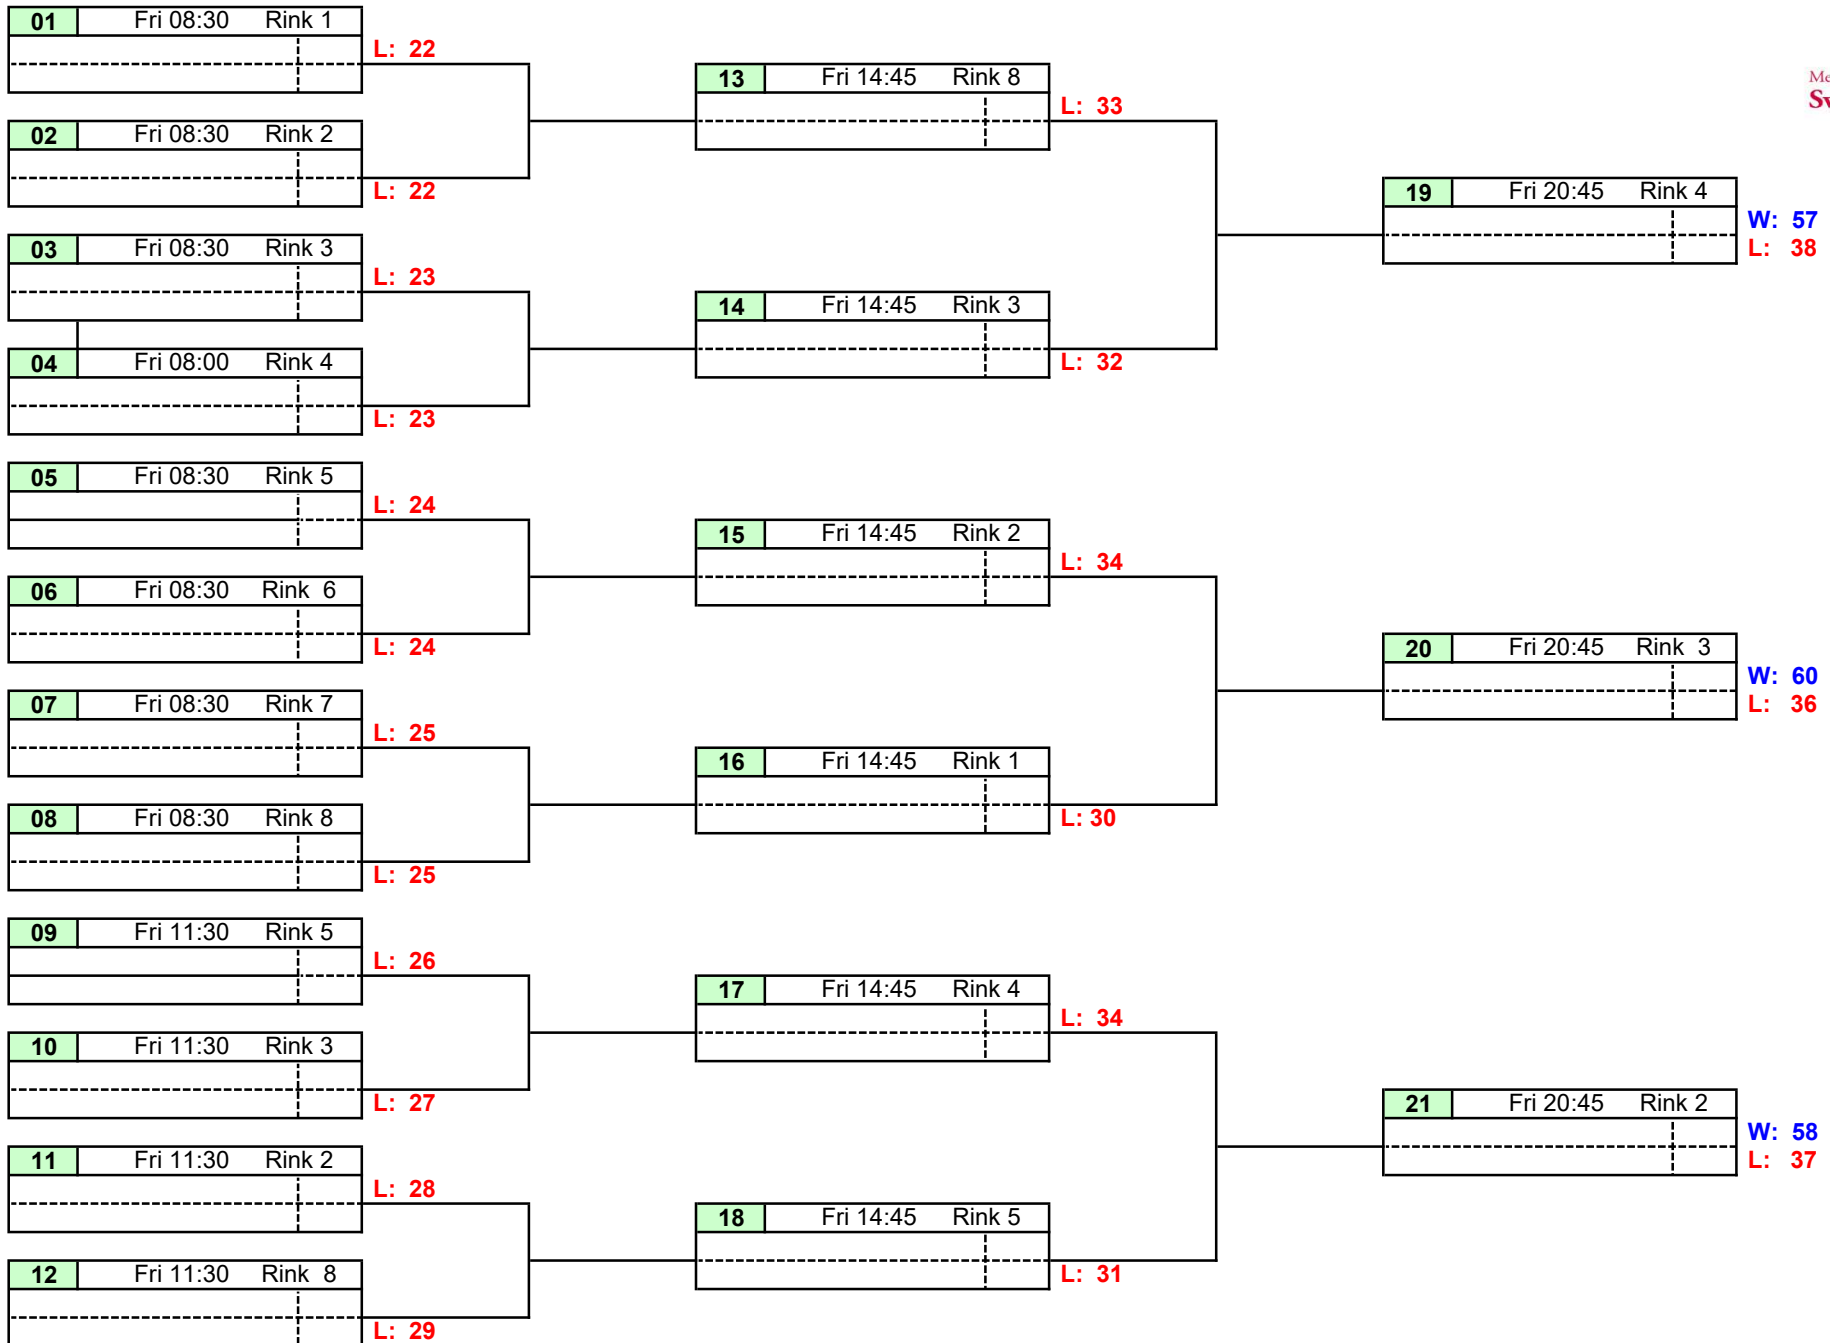 01 Fri 08:30 Rink 1
L: 22
02 Fri 08:30 Rink 2
L: 22
03 Fri 08:30 Rink 3
L: 23
04 Fri 08:00 Rink 4
L: 23
05 Fri 08:30 Rink 5
L: 24
06 Fri 08:30 Rink 6
L: 24
07 Fri 08:30 Rink 7
L: 25
08 Fri 08:30 Rink 8
L: 25
09 Fri 11:30 Rink 5
L: 26
10 Fri 11:30 Rink 3
L: 27
11 Fri 11:30 Rink 2
L: 28
12 Fri 11:30 Rink 8
L: 29
13 Fri 14:45 Rink 8
L: 33
14 Fri 14:45 Rink 3
L: 32
15 Fri 14:45 Rink 2
L: 34
16 Fri 14:45 Rink 1
L: 30
17 Fri 14:45 Rink 4
L: 34
18 Fri 14:45 Rink 5
L: 31
19 Fri 20:45 Rink 4
W: 57
L: 38
20 Fri 20:45 Rink 3
W: 60
L: 36
21 Fri 20:45 Rink 2
W: 58
L: 37